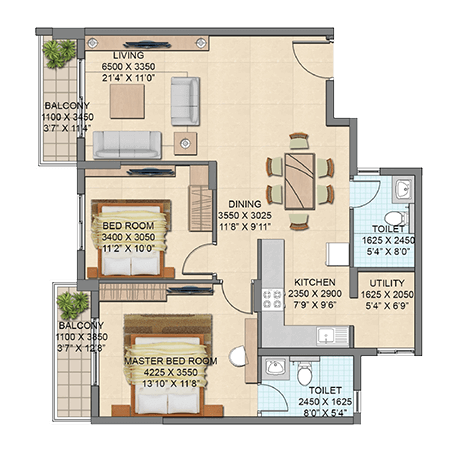 LIVING
6500 X 3350
21'4" X 11'0"
BALCONY
1100 X 3450
3'7" X 11'4"
DINING
3550 X 3025
11'8" X 9'11"
BED ROOM
3400 X 3050
11'2" X 10'0"
TOILET
1625 X 2450
5'4" X 8'0"
KITCHEN
2350 X 2900
7'9" X 9'6"
UTILITY
1625 X 2050
5'4" X 6'9"
BALCONY
1100 X 3850
3'7" X 12'8"
MASTER BED ROOM
4225 X 3550
13'10" X 11'8"
TOILET
2450 X 1625
8'0" X 5'4"